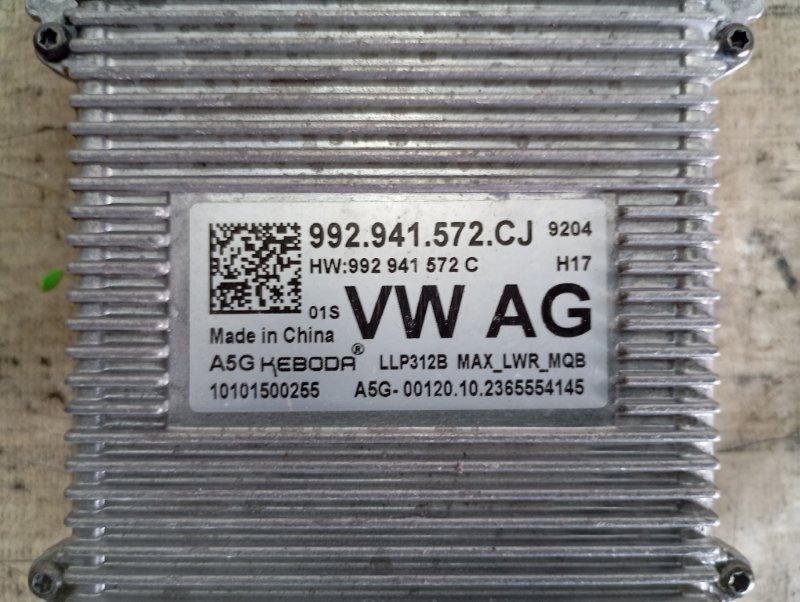 992.941.572.CJ 9204
HW:992 941 572 C H17
01S VW AG
Made in China
A5G KEBODA® LLP312B MAX_LWR_MQB
10101500255 A5G-00120.10.2365554145